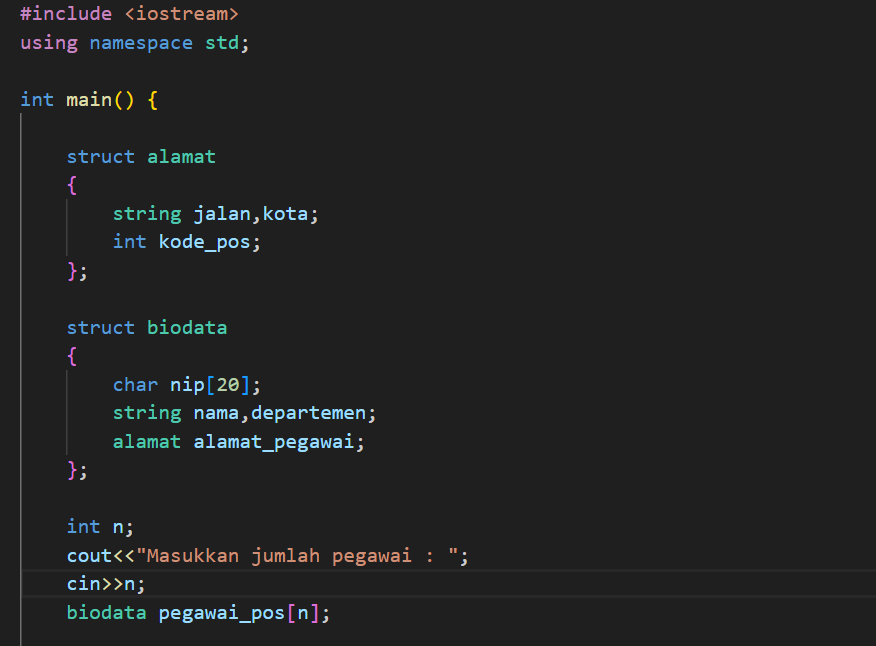 #include <iostream>
using namespace std;
int main() {
struct alamat
{
string jalan,kota;
int kode_pos;
};
struct biodata
{
char nip[20];
string nama,departemen;
alamat alamat_pegawai;
};
int n;
cout<<"Masukkan jumlah pegawai : ";
cin>>n;
biodata pegawai_pos[n];